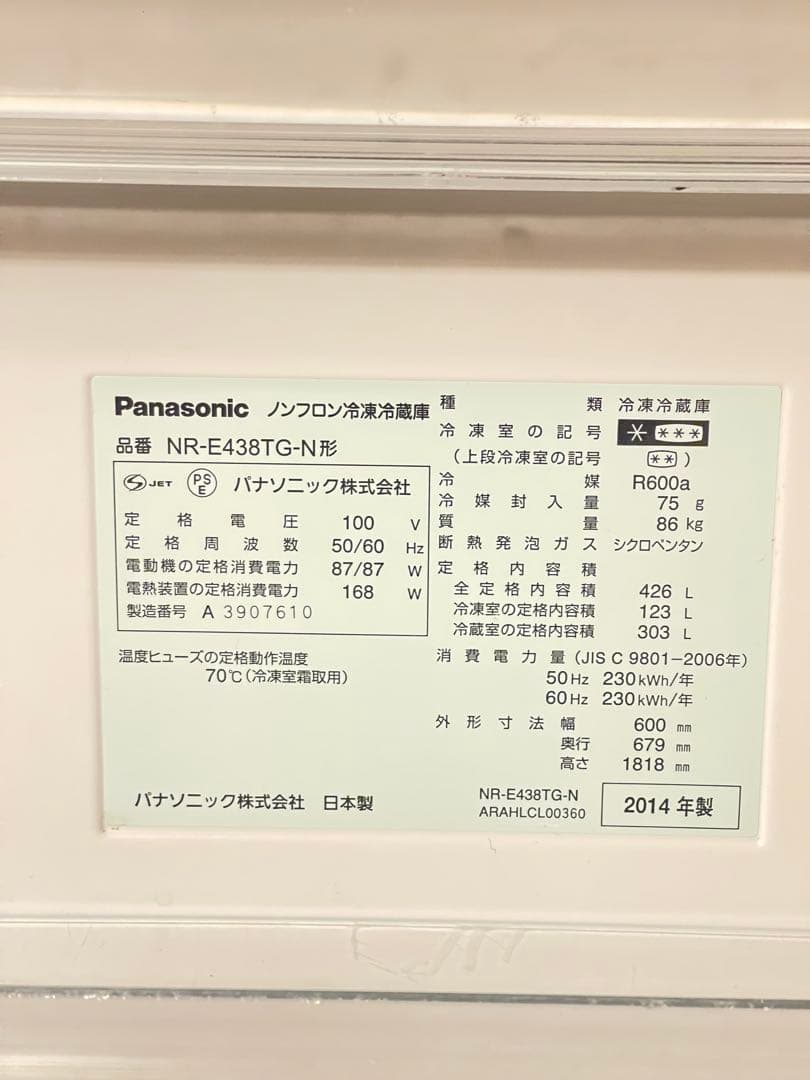 Panasonic ノンフロン冷凍冷蔵庫
品番 NR-E438TG-N形
JET PSE パナソニック株式会社
定格電圧 100 V
定格周波数 50/60 Hz
電動機の定格消費電力 87/87 W
電熱装置の定格消費電力 168 W
製造番号 A 3907610
温度ヒューズの定格動作温度
70℃(冷凍室霜取用)
パナソニック株式会社 日本製
種類 冷凍冷蔵庫
冷凍室の記号 * ***
(上段冷凍室の記号 ** )
冷媒 R600a
冷媒封入量 75 g
質量 86 kg
断熱発泡ガス シクロペンタン
定格内容積
全定格内容積 426 L
冷凍室の定格内容積 123 L
冷蔵室の定格内容積 303 L
消費電力量 (JIS C 9801-2006年)
50Hz 230kWh/年
60Hz 230kWh/年
外形寸法幅 600 mm
奥行 679 mm
高さ 1818 mm
NR-E438TG-N
ARAHLCL00360
2014年製